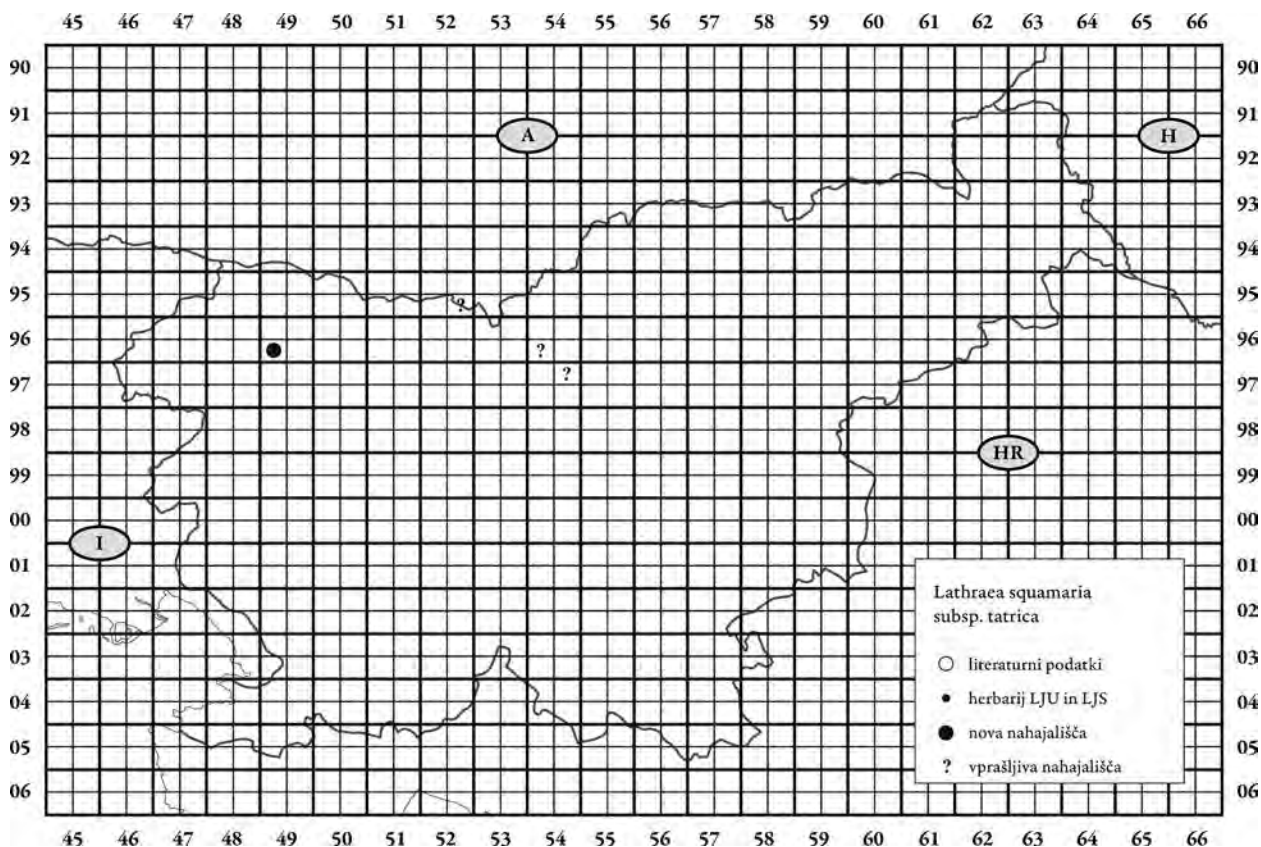 45 46 47 48 49 50 51 52 53 54 55 56 57 58 59 60 61 62 63 64 65 66
90 90
91 A H 91
92 92
93 93
94 94
95 ? 95
96 ? 96
97 ? 97
98 HR 98
99 99
00 00
I
01 01
Lathraea squamaria
02 02
subsp. tatrica
03 literaturni podatki 03
04 herbarij LJU in LJS 04
05 nova nahajališča 05
? vprašljiva nahajališča
06 06
45 46 47 48 49 50 51 52 53 54 55 56 57 58 59 60 61 62 63 64 65 66